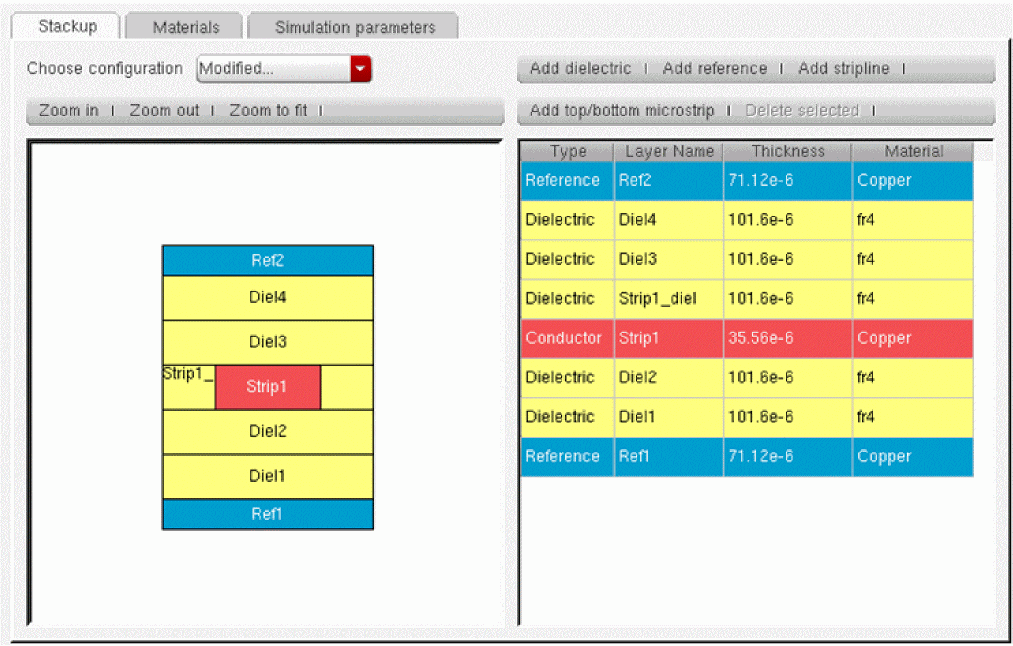 Stackup Materials Simulation parameters
Choose configuration Modified...
Add dielectric | Add reference | Add stripline |
Zoom in | Zoom out | Zoom to fit |
Add top/bottom microstrip | Delete selected |
Ref2
Diel4
Diel3
Strip1_ Strip1
Diel2
Diel1
Ref1
Type Layer Name Thickness Material
Reference Ref2 71.12e-6 Copper
Dielectric Diel4 101.6e-6 fr4
Dielectric Diel3 101.6e-6 fr4
Dielectric Strip1_diel 101.6e-6 fr4
Conductor Strip1 35.56e-6 Copper
Dielectric Diel2 101.6e-6 fr4
Dielectric Diel1 101.6e-6 fr4
Reference Ref1 71.12e-6 Copper